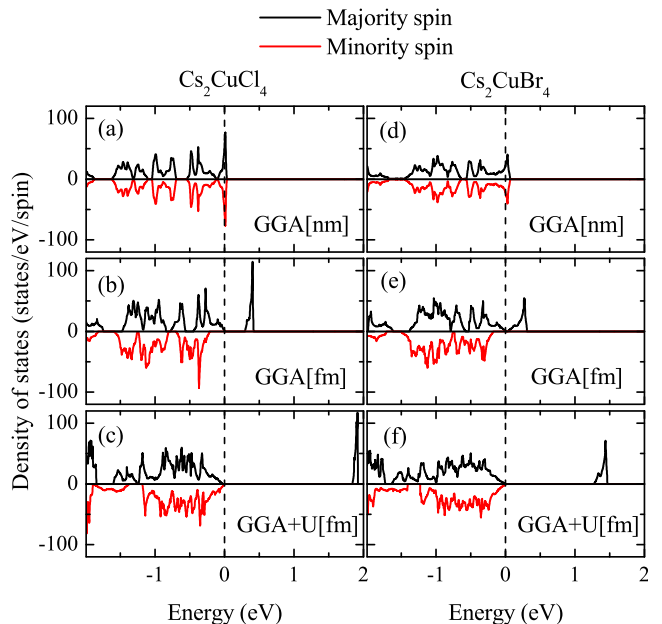 Majority spin
Minority spin
Cs2CuCl4
Cs2CuBr4
Density of states (states/eV/spin)
100
0
-100
(a)
GGA[nm]
(d)
GGA[nm]
100
0
-100
(b)
GGA[fm]
(e)
GGA[fm]
100
0
-100
(c)
GGA+U[fm]
(f)
GGA+U[fm]
-1 0 1 2
-1 0 1 2
Energy (eV)
Energy (eV)